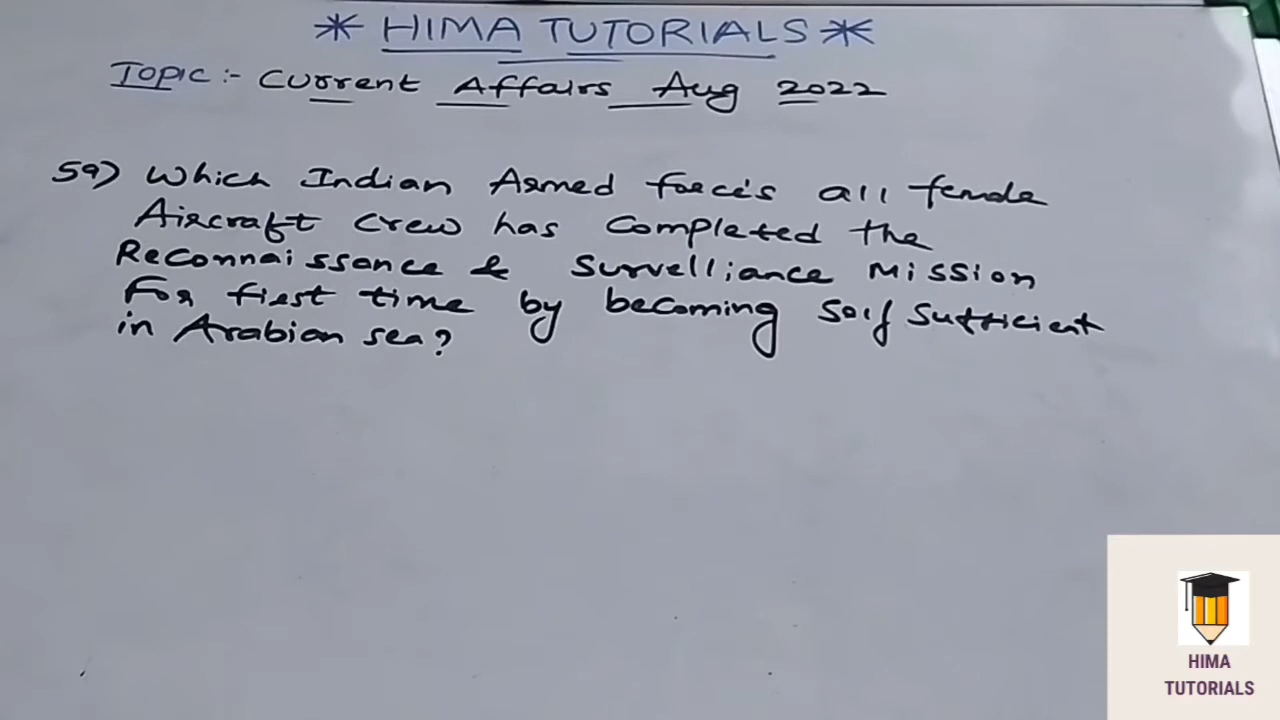 * HIMA TUTORIALS *
Topic:- Current Affairs Aug 2022
59) Which Indian Armed force's all female
Aircraft crew has completed the
Reconnaissance & Survelliance Mission
For first time by becoming Self Sufficient
in Arabian sea?
HIMA
TUTORIALS